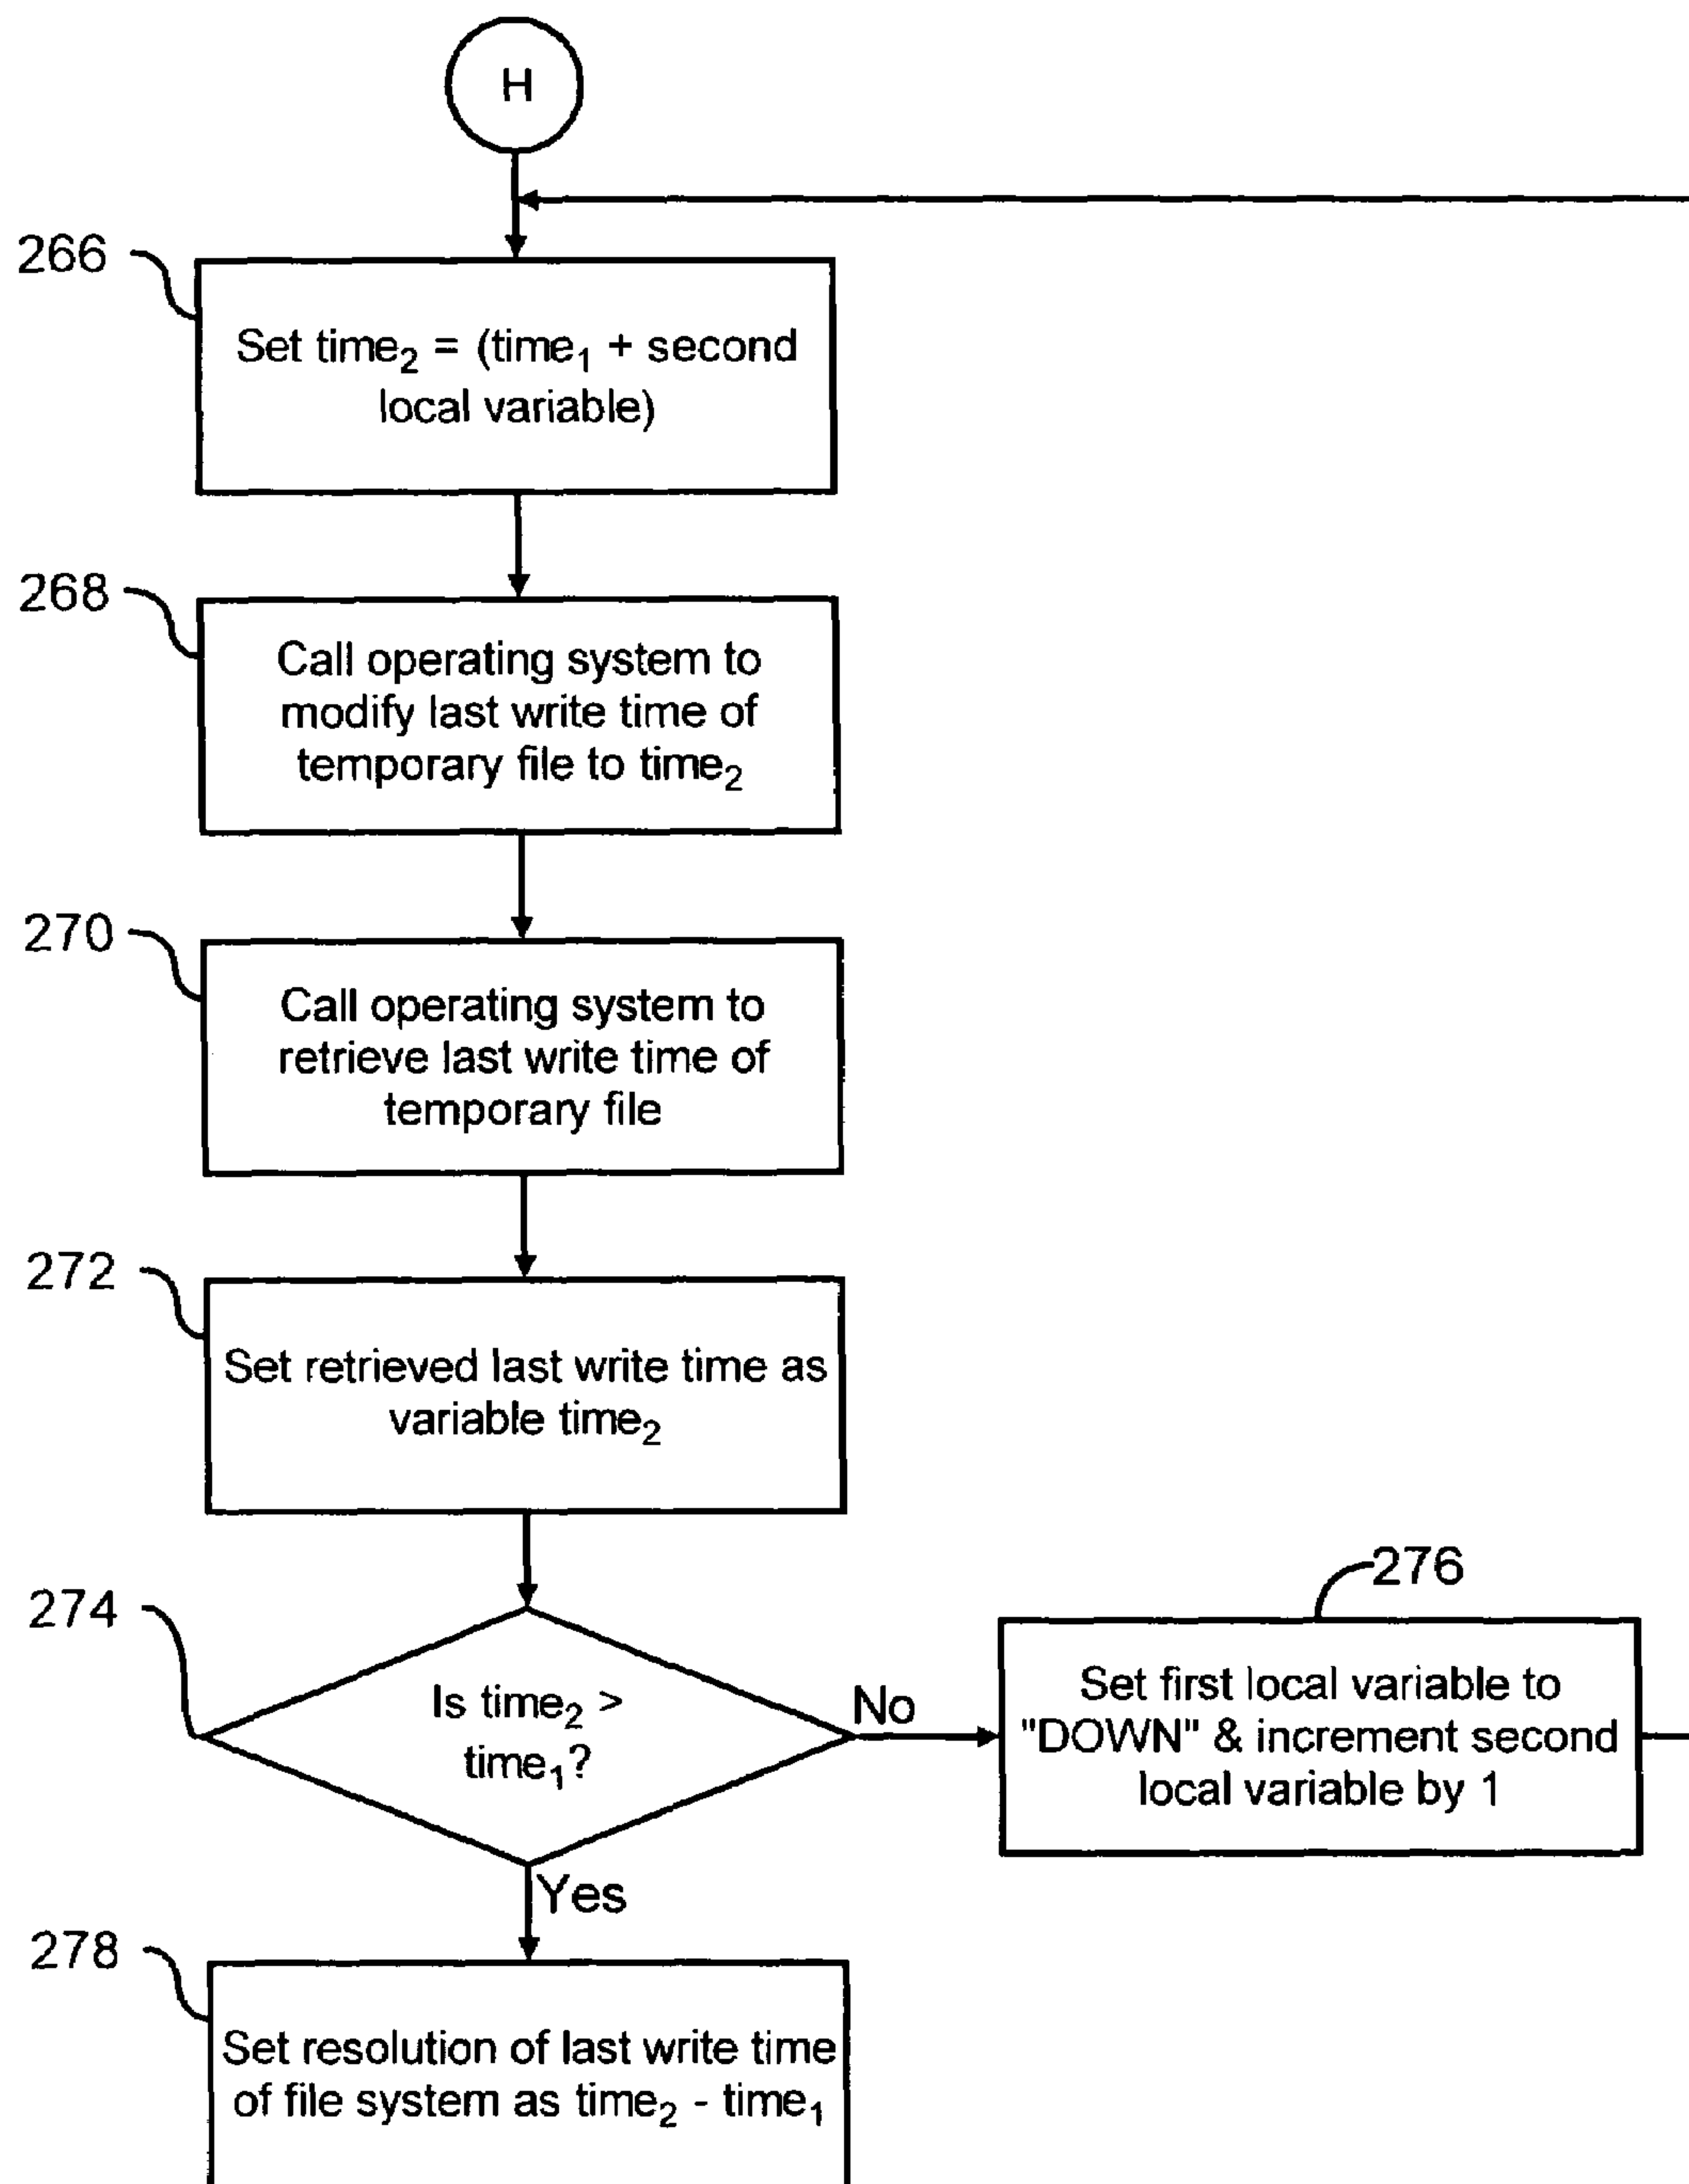 H
266
Set time₂ = (time₁ + second
local variable)
268
Call operating system to
modify last write time of
temporary file to time₂
270
Call operating system to
retrieve last write time of
temporary file
272
Set retrieved last write time as
variable time₂
274
Is time₂ >
time₁?
No
276
Set first local variable to
"DOWN" & increment second
local variable by 1
Yes
278
Set resolution of last write time
of file system as time₂ - time₁